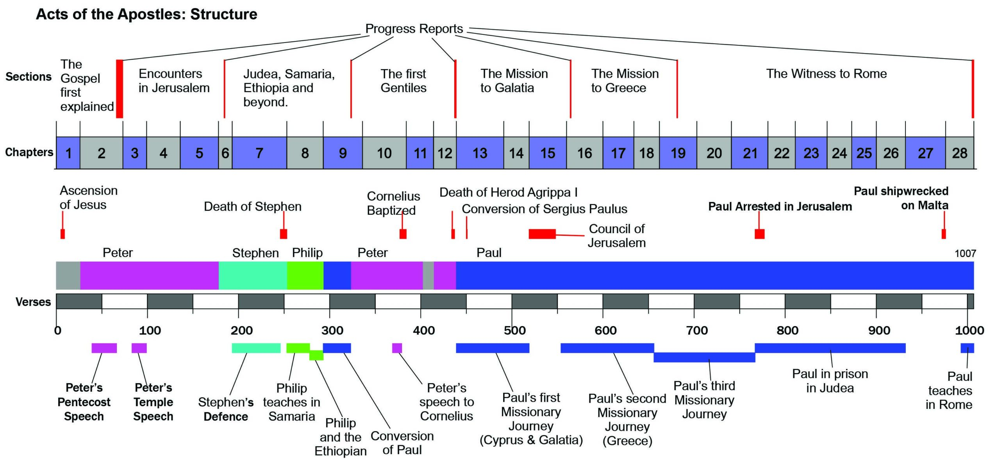 Acts of the Apostles: Structure
Progress Reports
Sections
The
Gospel
first
explained
Encounters
in Jerusalem
Judea, Samaria,
Ethiopia and
beyond.
The first
Gentiles
The Mission
to Galatia
The Mission
to Greece
The Witness to Rome
Chapters
1 2 3 4 5 6 7 8 9 10 11 12 13 14 15 16 17 18 19 20 21 22 23 24 25 26 27 28
Ascension
of Jesus
Death of Stephen
Cornelius
Baptized
Death of Herod Agrippa I
Conversion of Sergius Paulus
Council of
Jerusalem
Paul Arrested in Jerusalem
Paul shipwrecked
on Malta
Peter Stephen Philip Peter Paul 1007
Verses
0 100 200 300 400 500 600 700 800 900 1000
Peter’s
Pentecost
Speech
Peter’s
Temple
Speech
Stephen’s
Defence
Philip
teaches in
Samaria
Philip
and the
Ethiopian
Conversion
of Paul
Peter’s
speech to
Cornelius
Paul’s first
Missionary
Journey
(Cyprus & Galatia)
Paul’s second
Missionary
Journey
(Greece)
Paul’s third
Missionary
Journey
Paul in prison
in Judea
Paul
teaches
in Rome